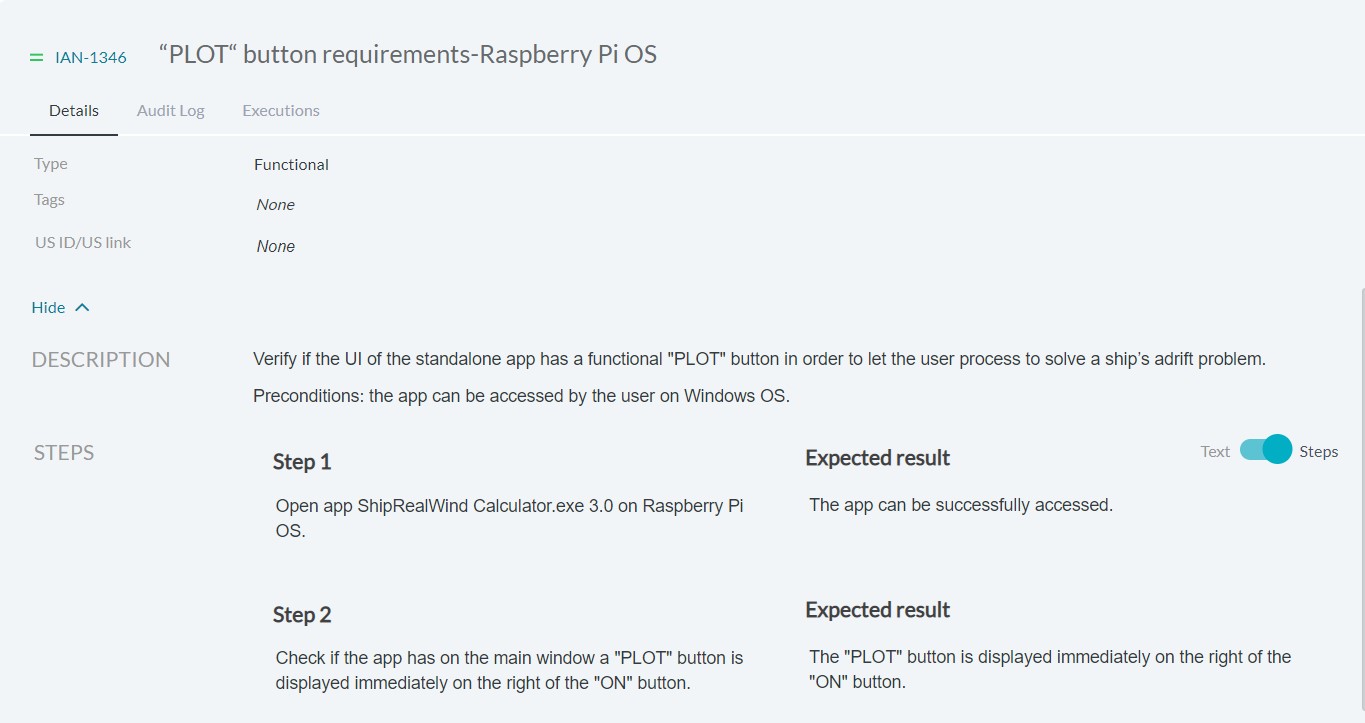 IAN-1346 “PLOT“ button requirements-Raspberry Pi OS
Details Audit Log Executions
Type Functional
Tags None
US ID/US link None
Hide
DESCRIPTION Verify if the UI of the standalone app has a functional "PLOT" button in order to let the user process to solve a ship’s adrift problem.
Preconditions: the app can be accessed by the user on Windows OS.
STEPS
Text Steps
Step 1
Open app ShipRealWind Calculator.exe 3.0 on Raspberry Pi
OS.
Expected result
The app can be successfully accessed.
Step 2
Check if the app has on the main window a "PLOT" button is
displayed immediately on the right of the "ON" button.
Expected result
The "PLOT" button is displayed immediately on the right of the
"ON" button.